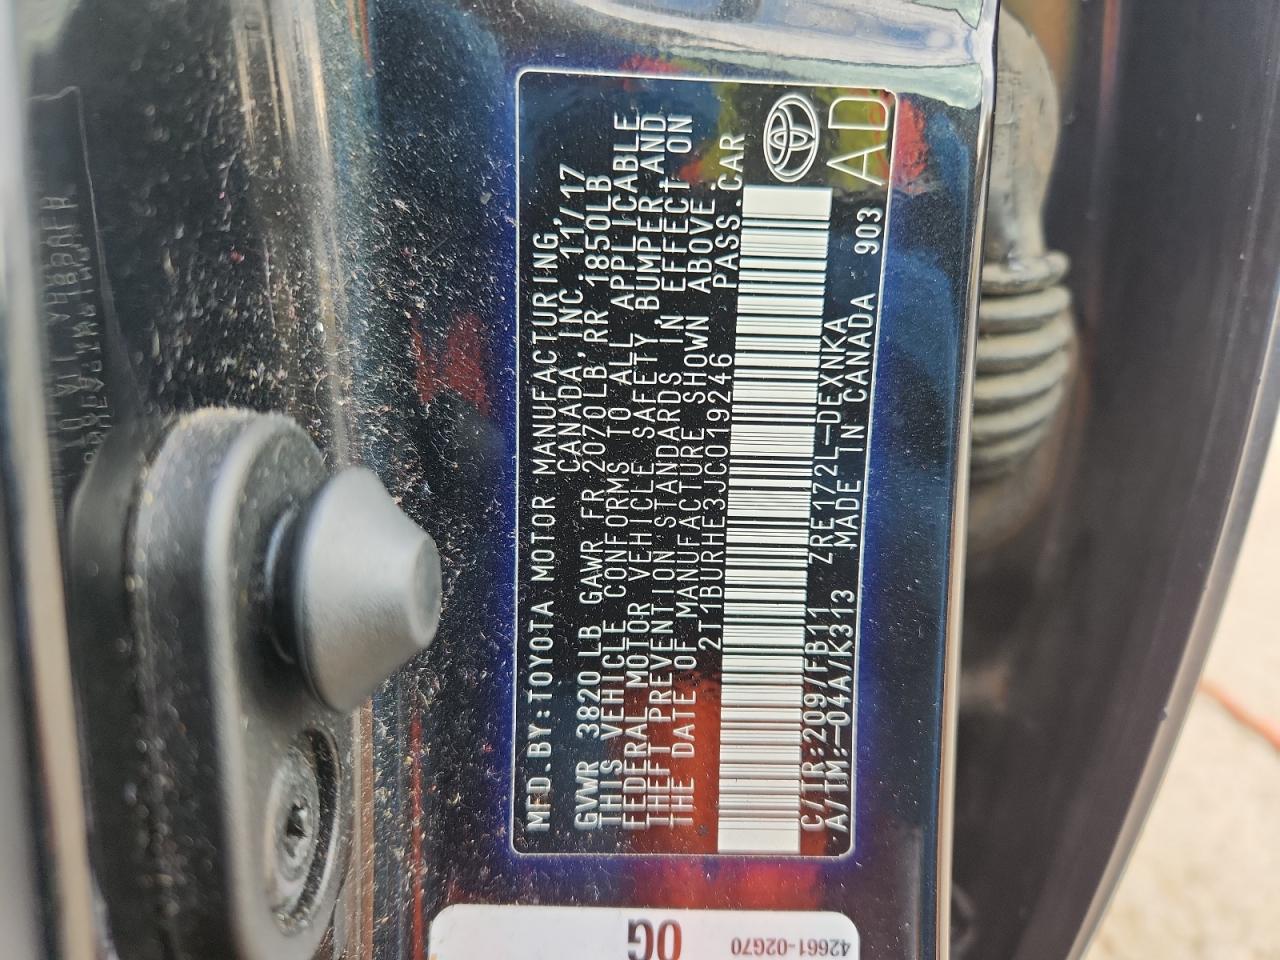 MFD.BY:TOYOTA MOTOR MANUFACTURING,
CANADA,INC. 11/17
GVWR 3820LB GAWR FR 2070LB,RR 1850LB
THIS VEHICLE CONFORMS TO ALL APPLICABLE
FEDERAL MOTOR VEHICLE SAFETY BUMPER,AND
THEFT PREVENTION STANDARDS IN EFFECT ON
THE DATE OF MANUFACTURE SHOWN ABOVE.
2T1BURHE3JC019246 PASS.CAR
C/TR:209/FB11 ZRE172L-DEXNKA
A/TM:-04A/K313 MADE IN CANADA 903
AD
0G
42661-02G70